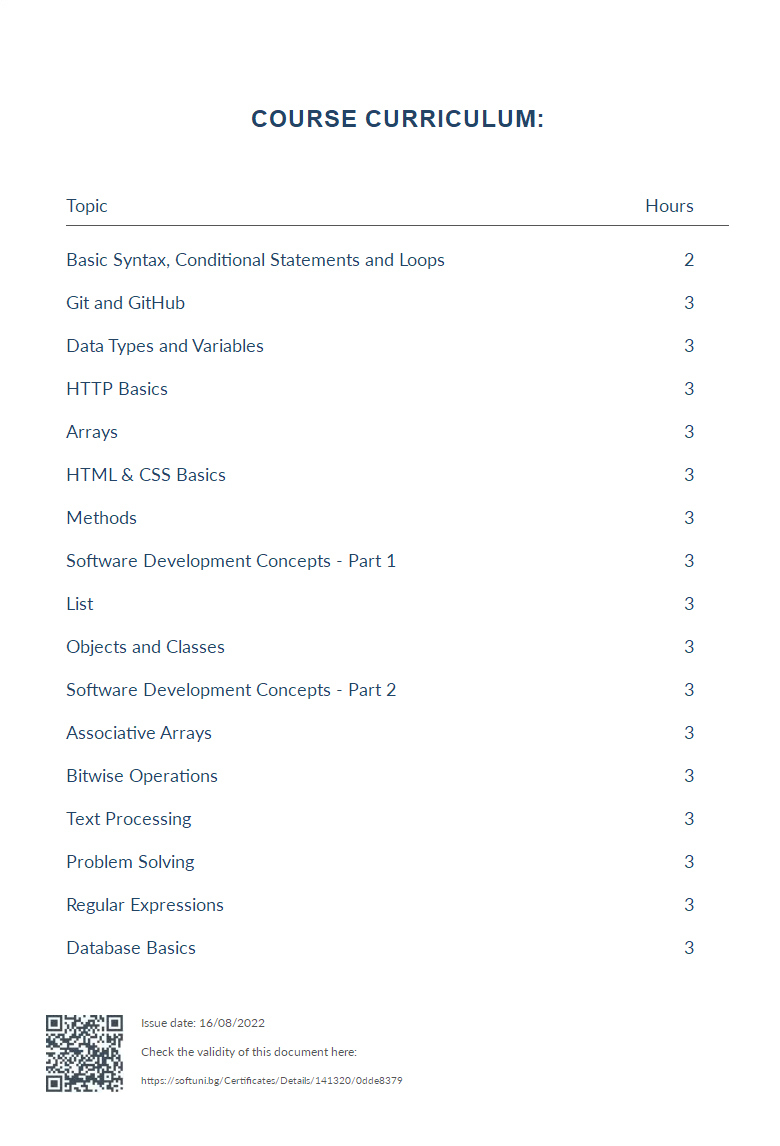 COURSE CURRICULUM:
Topic Hours
Basic Syntax, Conditional Statements and Loops 2
Git and GitHub 3
Data Types and Variables 3
HTTP Basics 3
Arrays 3
HTML & CSS Basics 3
Methods 3
Software Development Concepts - Part 1 3
List 3
Objects and Classes 3
Software Development Concepts - Part 2 3
Associative Arrays 3
Bitwise Operations 3
Text Processing 3
Problem Solving 3
Regular Expressions 3
Database Basics 3
Issue date: 16/08/2022
Check the validity of this document here:
https://softuni.bg/Certificates/Details/141320/0dde8379